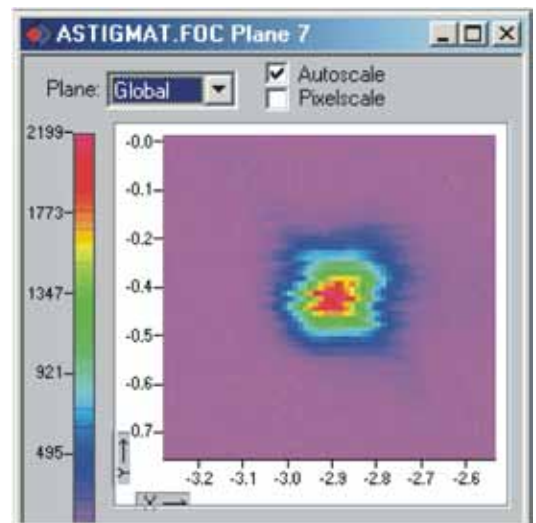 ASTIGMAT.FOC Plane 7
Plane: Global
Autoscale
Pixelscale
2199
1773
1347
921
495
-0.0
-0.1
-0.2
-0.3
-0.4
-0.5
-0.6
-0.7
Y
-3.2 -3.1 -3.0 -2.9 -2.8 -2.7 -2.6
X